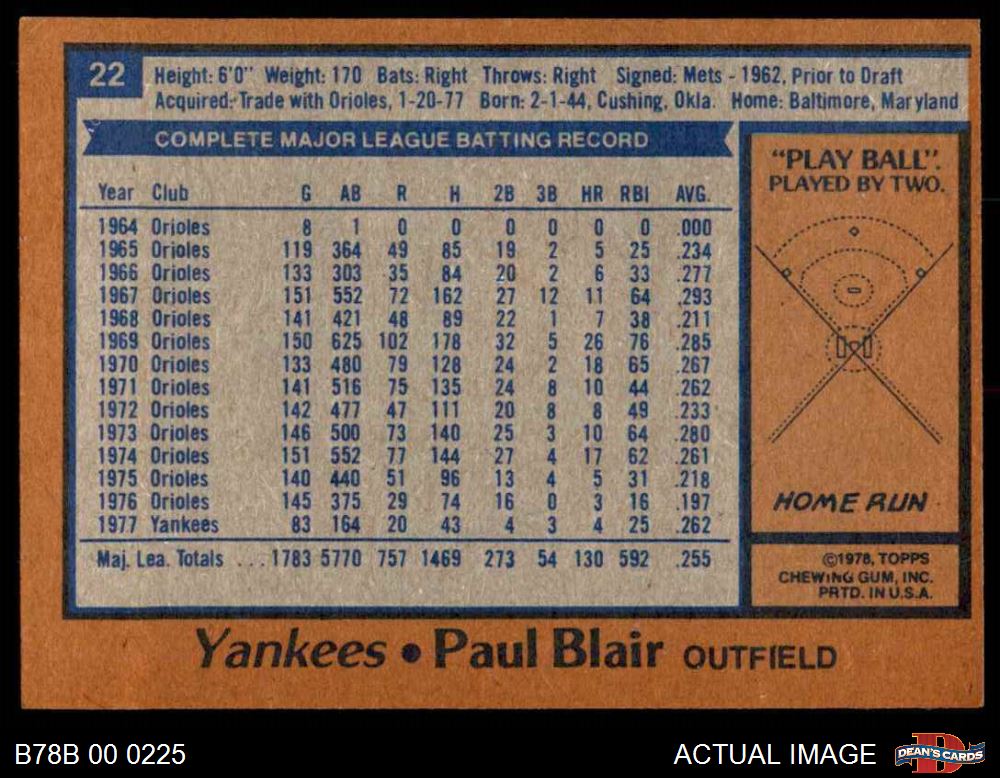 22
Height: 6'0" Weight: 170 Bats: Right Throws: Right Signed: Mets - 1962, Prior to Draft
Acquired: Trade with Orioles, 1-20-77 Born: 2-1-44, Cushing, Okla. Home: Baltimore, Maryland
COMPLETE MAJOR LEAGUE BATTING RECORD
Year Club G AB R H 2B 3B HR RBI AVG.
1964 Orioles 8 1 0 0 0 0 0 0 .000
1965 Orioles 119 364 49 85 19 2 5 25 .234
1966 Orioles 133 303 35 84 20 2 6 33 .277
1967 Orioles 151 552 72 162 27 12 11 64 .293
1968 Orioles 141 421 48 89 22 1 7 38 .211
1969 Orioles 150 625 102 178 32 5 26 76 .285
1970 Orioles 133 480 79 128 24 2 18 65 .267
1971 Orioles 141 516 75 135 24 8 10 44 .262
1972 Orioles 142 477 47 111 20 8 8 49 .233
1973 Orioles 146 500 73 140 25 3 10 64 .280
1974 Orioles 151 552 77 144 27 4 17 62 .261
1975 Orioles 140 440 51 96 13 4 5 31 .218
1976 Orioles 145 375 29 74 16 0 3 16 .197
1977 Yankees 83 164 20 43 4 3 4 25 .262
Maj. Lea. Totals ...1783 5770 757 1469 273 54 130 592 .255
"PLAY BALL".
PLAYED BY TWO.
HOME RUN
©1978, TOPPS
CHEWING GUM, INC.
PRTD. IN U.S.A.
Yankees • Paul Blair OUTFIELD
B78B 00 0225
ACTUAL IMAGE
DEAN'S CARDS